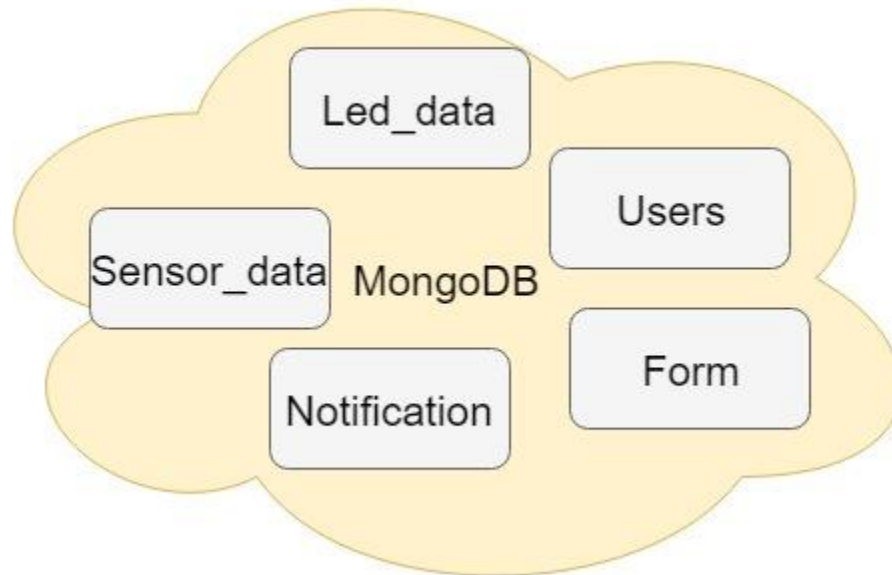 Led_data
Users
Sensor_data
MongoDB
Form
Notification